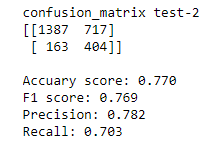 confusion_matrix test-2
[[1387 717]
[ 163 404]]
Accuary score: 0.770
F1 score: 0.769
Precision: 0.782
Recall: 0.703